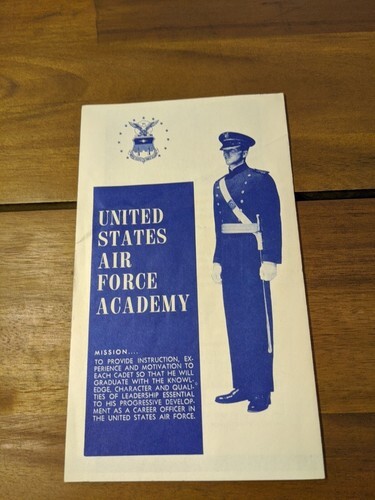 UNITED
STATES
AIR
FORCE
ACADEMY
MISSION....
TO PROVIDE INSTRUCTION, EX-
PERIENCE AND MOTIVATION TO
EACH CADET SO THAT HE WILL
GRADUATE WITH THE KNOWL-
EDGE, CHARACTER AND QUALI-
TIES OF LEADERSHIP ESSENTIAL
TO HIS PROGRESSIVE DEVELOP-
MENT AS A CAREER OFFICER IN
THE UNITED STATES AIR FORCE.